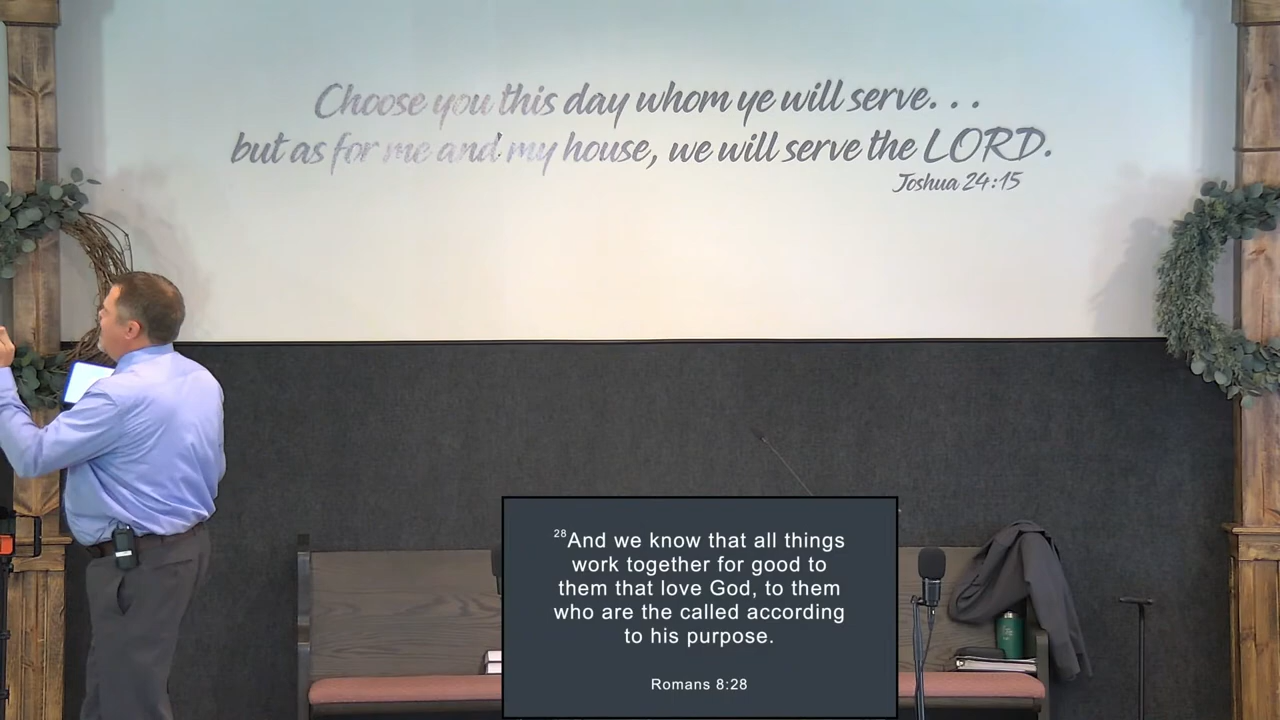 Choose you this day whom ye will serve. . .
but as for me and my house, we will serve the LORD.
Joshua 24:15
28And we know that all things
work together for good to
them that love God, to them
who are the called according
to his purpose.
Romans 8:28